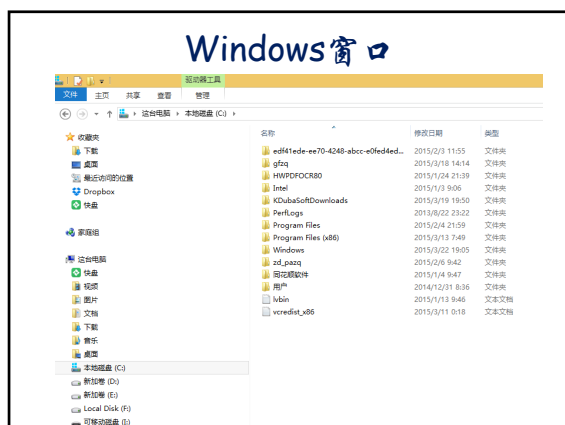 Windows窗口
驱动器工具
文件 主页 共享 查看 管理
这台电脑 本地磁盘 (C:)
名称 修改日期 类型
收藏夹
下载
桌面
最近访问的位置
Dropbox
快盘
家庭组
这台电脑
快盘
视频
图片
文档
下载
音乐
桌面
本地磁盘 (C:)
新加卷 (D:)
新加卷 (E:)
Local Disk (F:)
可移动磁盘 (I:)
edf41ede-ee70-4248-abcc-e0fed4ed... 2015/2/3 11:55 文件夹
gfzq 2015/3/18 14:14 文件夹
HWPDFOCR80 2015/1/24 21:39 文件夹
Intel 2015/1/3 9:06 文件夹
KDubaSoftDownloads 2015/3/19 19:50 文件夹
PerfLogs 2013/8/22 23:22 文件夹
Program Files 2015/2/4 21:59 文件夹
Program Files (x86) 2015/3/13 7:49 文件夹
Windows 2015/3/22 19:05 文件夹
zd_pazq 2015/2/6 9:42 文件夹
同花顺软件 2015/1/4 9:47 文件夹
用户 2014/12/31 8:36 文件夹
lvbin 2015/1/13 9:46 文本文档
vcredist_x86 2015/3/11 0:18 文本文档